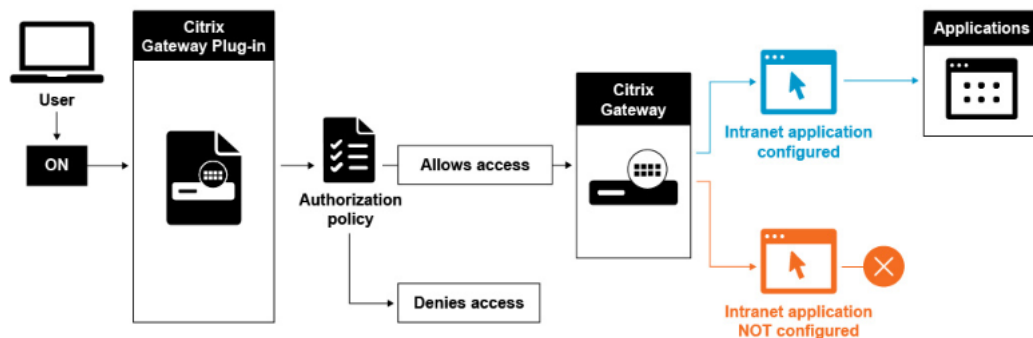 User
ON
Citrix
Gateway Plug-in
Authorization
policy
Allows access
Denies access
Citrix
Gateway
Intranet application
configured
Intranet application
NOT configured
Applications